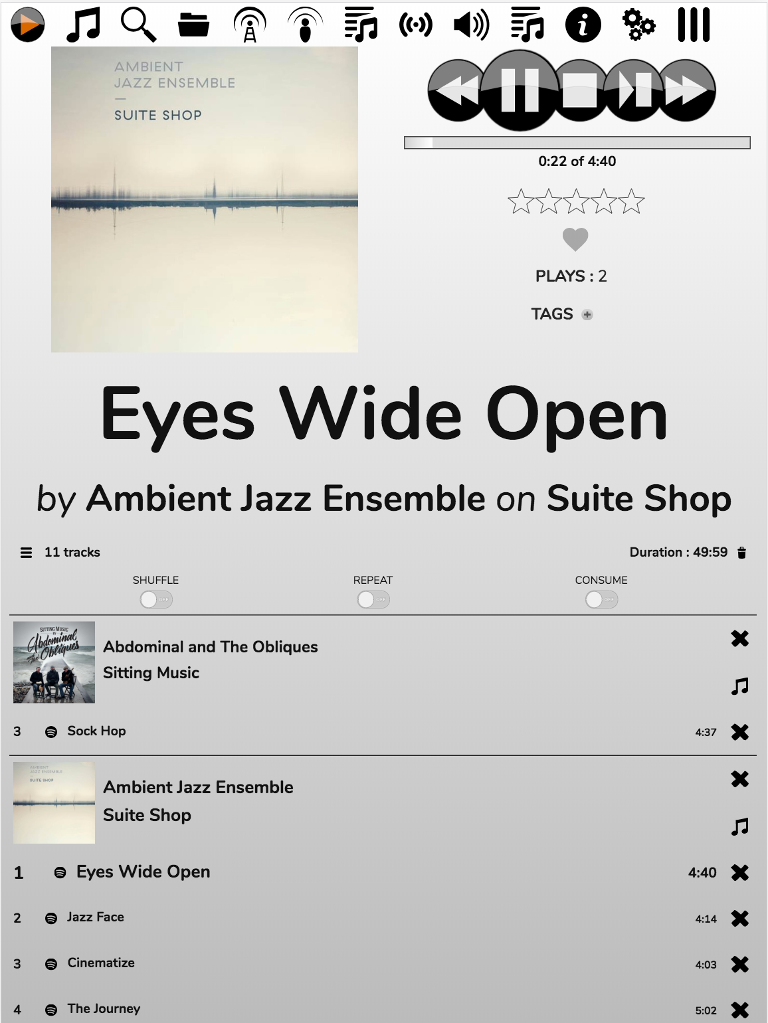 AMBIENT
JAZZ ENSEMBLE
—
SUITE SHOP
0:22 of 4:40
PLAYS : 2
TAGS
Eyes Wide Open
by Ambient Jazz Ensemble on Suite Shop
11 tracks
Duration : 49:59
SHUFFLE
REPEAT
CONSUME
OFF
OFF
OFF
SITTING MUSIC
Abdominal
The Obliques
Abdominal and The Obliques
Sitting Music
3 Sock Hop 4:37
AMBIENT
JAZZ ENSEMBLE
SUITE SHOP
Ambient Jazz Ensemble
Suite Shop
1 Eyes Wide Open 4:40
2 Jazz Face 4:14
3 Cinematize 4:03
4 The Journey 5:02